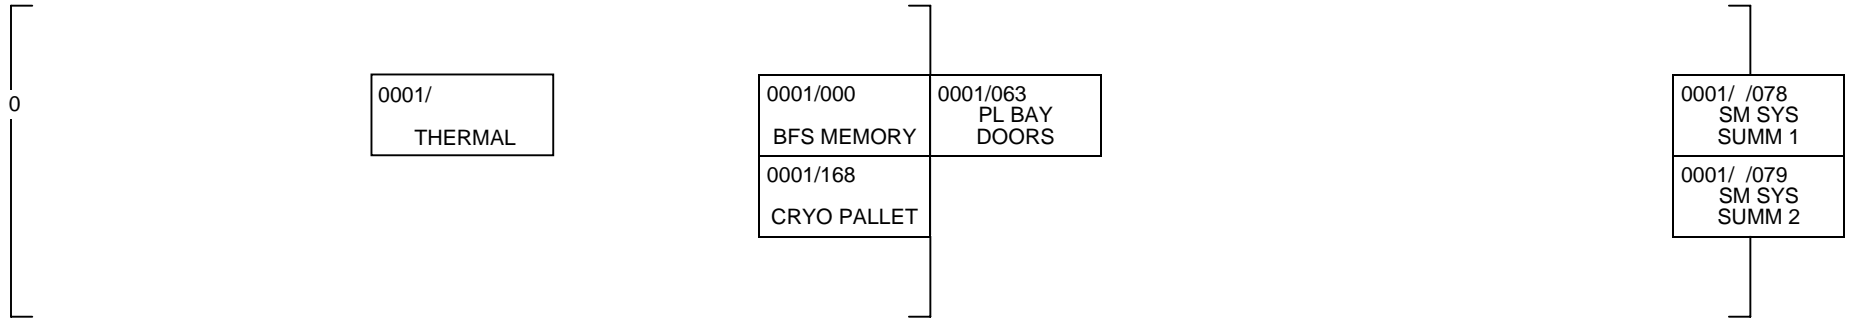 0
0001/
THERMAL
0001/000
BFS MEMORY
0001/168
CRYO PALLET
0001/063
PL BAY
DOORS
0001/ /078
SM SYS
SUMM 1
0001/ /079
SM SYS
SUMM 2